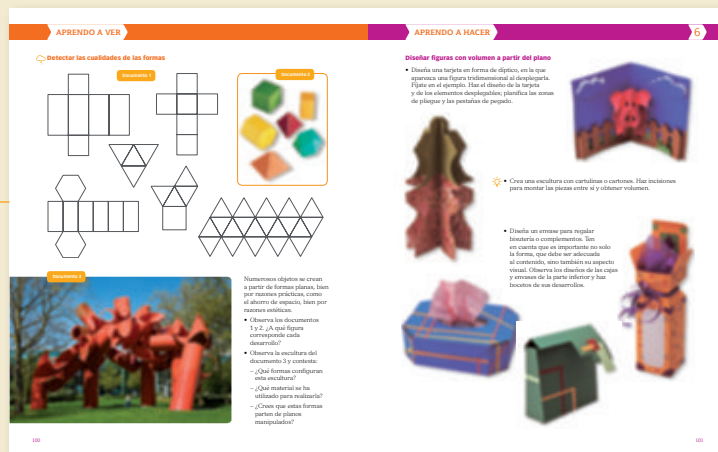 APRENDO A VER
Detectar las cualidades de las formas
Documento 1
Documento 2
Documento 3
Numerosos objetos se crean
a partir de formas planas, bien
por razones prácticas, como
el ahorro de espacio, bien por
razones estéticas.
• Observa los documentos
1 y 2. ¿A qué figura
corresponde cada
desarrollo?
• Observa la escultura del
documento 3 y contesta:
– ¿Qué formas configuran
esta escultura?
– ¿Qué material se ha
utilizado para realizarla?
– ¿Crees que estas formas
parten de planos
manipulados?
100
APRENDO A HACER
6
Diseñar figuras con volumen a partir del plano
• Diseña una tarjeta en forma de díptico, en la que
aparezca una figura tridimensional al desplegarla.
Fíjate en el ejemplo. Haz el diseño de la tarjeta
y de los elementos desplegables; planifica las zonas
de pliegue y las pestañas de pegado.
• Crea una escultura con cartulinas o cartones. Haz incisiones
para montar las piezas entre sí y obtener volumen.
• Diseña un envase para regalar
bisutería o complementos. Ten
en cuenta que es importante no solo
la forma, que debe ser adecuada
al contenido, sino también su aspecto
visual. Observa los diseños de las cajas
y envases de la parte inferior y haz
bocetos de sus desarrollos.
101